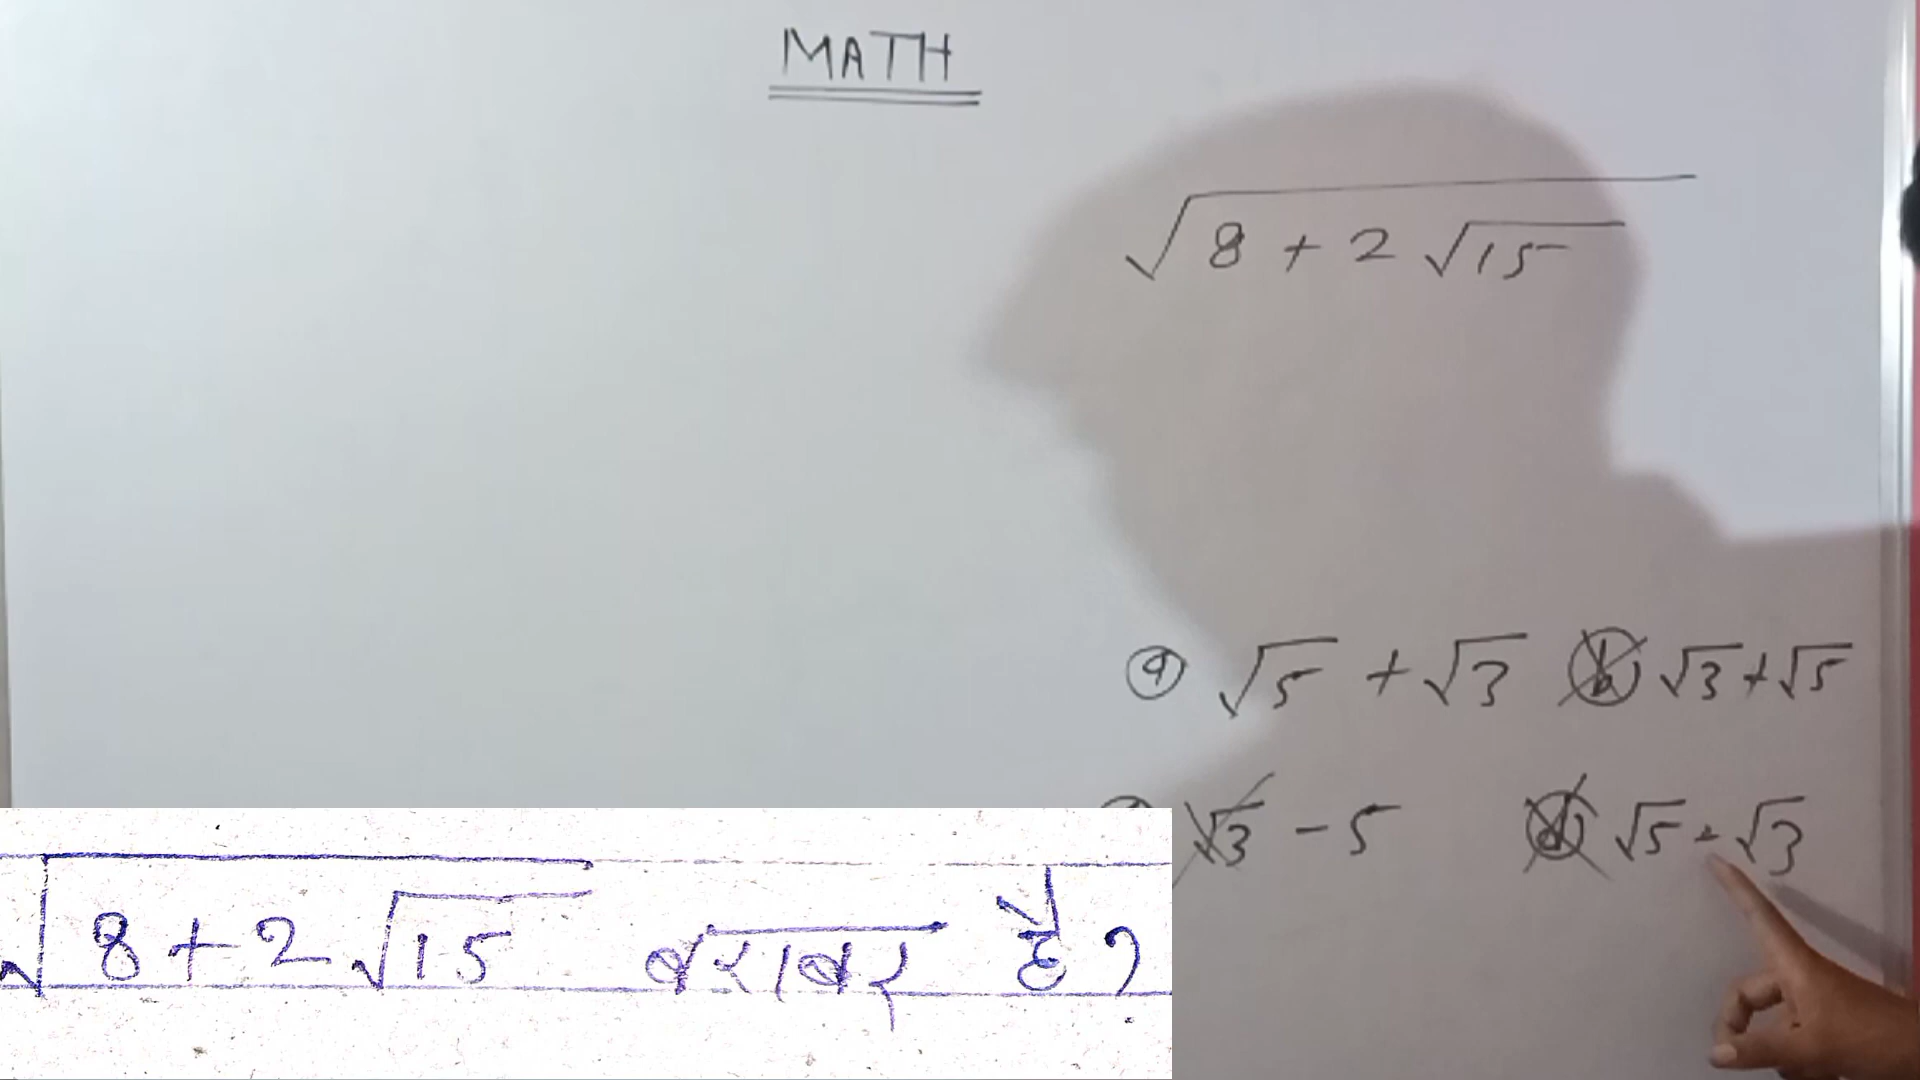 MATH
√(8 + 2√15)
(a) √5 + √3 (b) √3 + √5
√3 - 5 (d) √5 - √3
√(8+2√15) बराबर है?